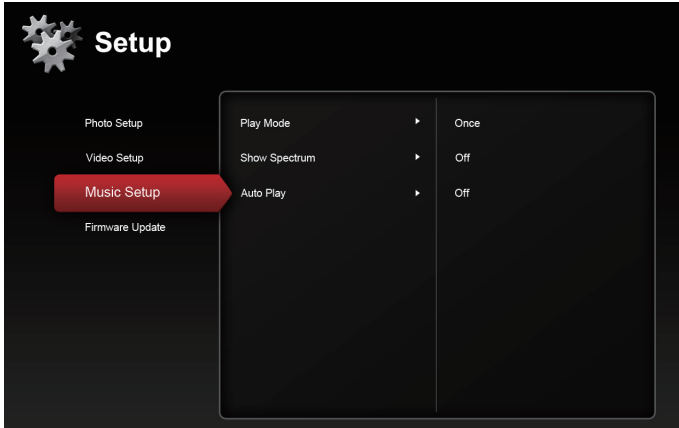 Setup
Photo Setup
Video Setup
Music Setup
Firmware Update
Play Mode Once
Show Spectrum Off
Auto Play Off